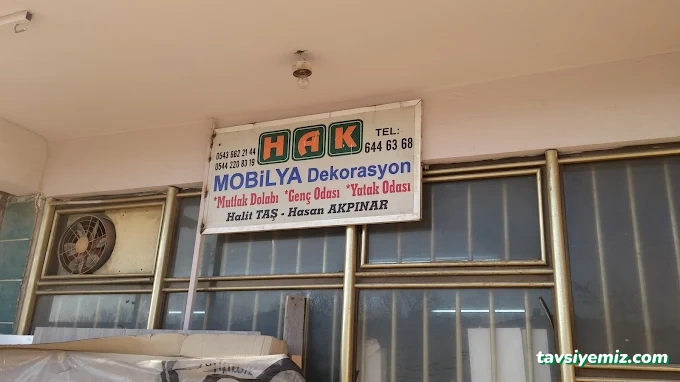 HAK
0543 662 21 44
0544 220 83 19
TEL:
644 63 68
MOBiLYA Dekorasyon
*Mutfak Dolabı *Genç Odası *Yatak Odası
Halit TAŞ - Hasan AKPINAR
tavsiyemiz.com